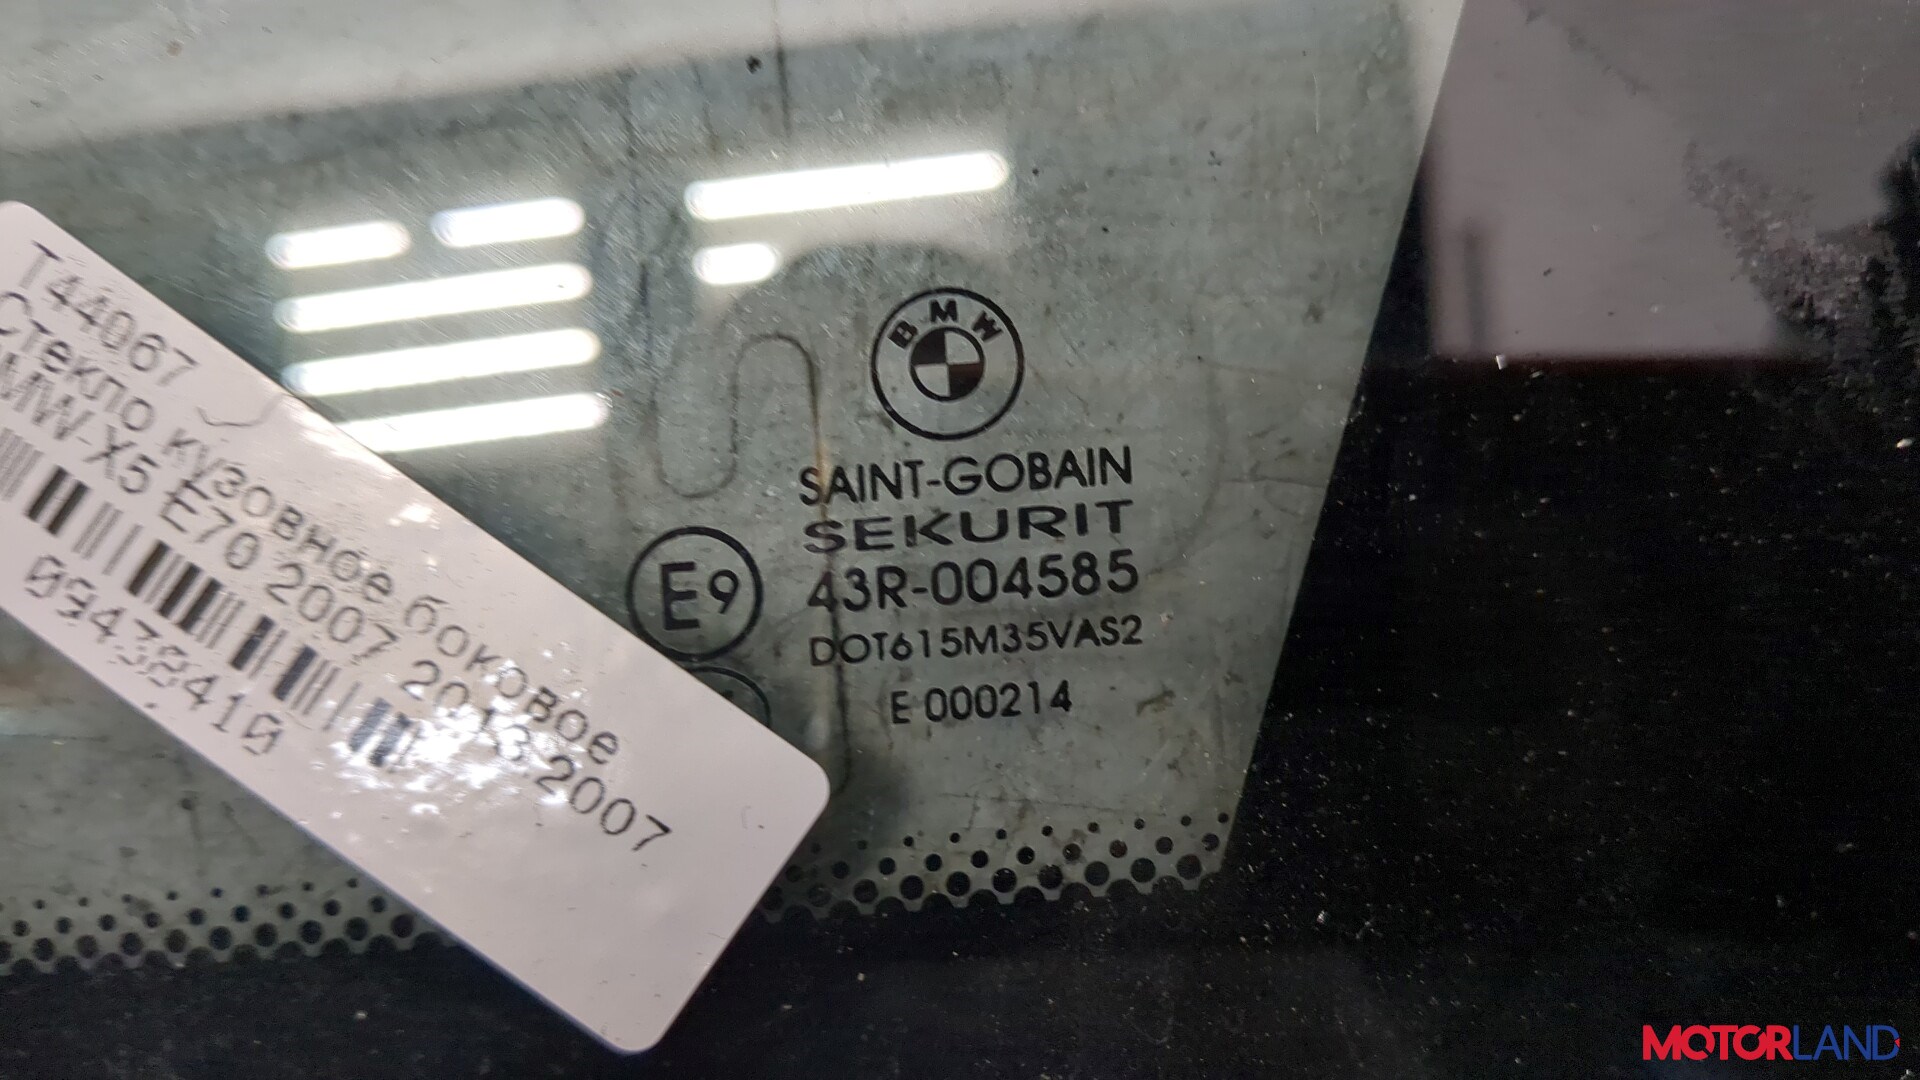 T44067
Стекло кузовное боковое
BMW-X5 E70 2007 2013 2007
BMW
SAINT-GOBAIN
SEKURIT
E9
43R-004585
DOT615M35VAS2
E 000214
MOTORLAND